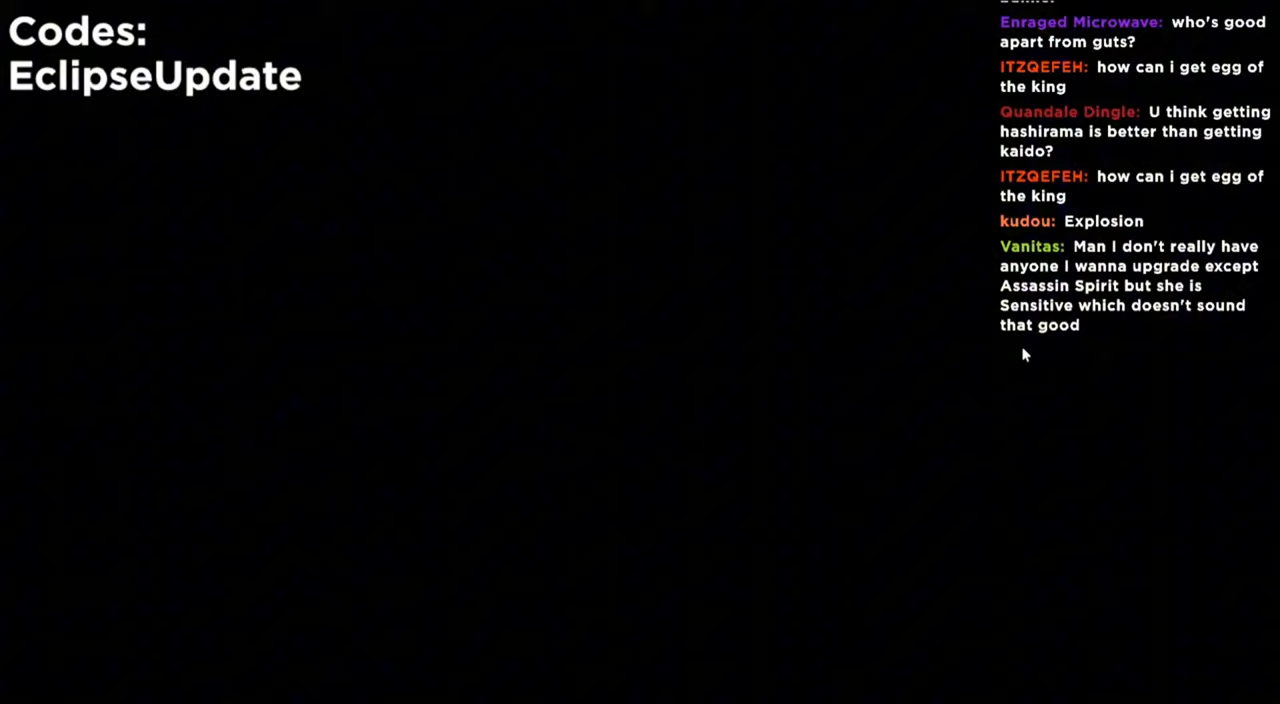 Codes:
EclipseUpdate
Enraged Microwave: who's good
apart from guts?
ITZQEFEH: how can i get egg of
the king
Quandale Dingle: U think getting
hashirama is better than getting
kaido?
ITZQEFEH: how can i get egg of
the king
kudou: Explosion
Vanitas: Man I don't really have
anyone I wanna upgrade except
Assassin Spirit but she is
Sensitive which doesn't sound
that good